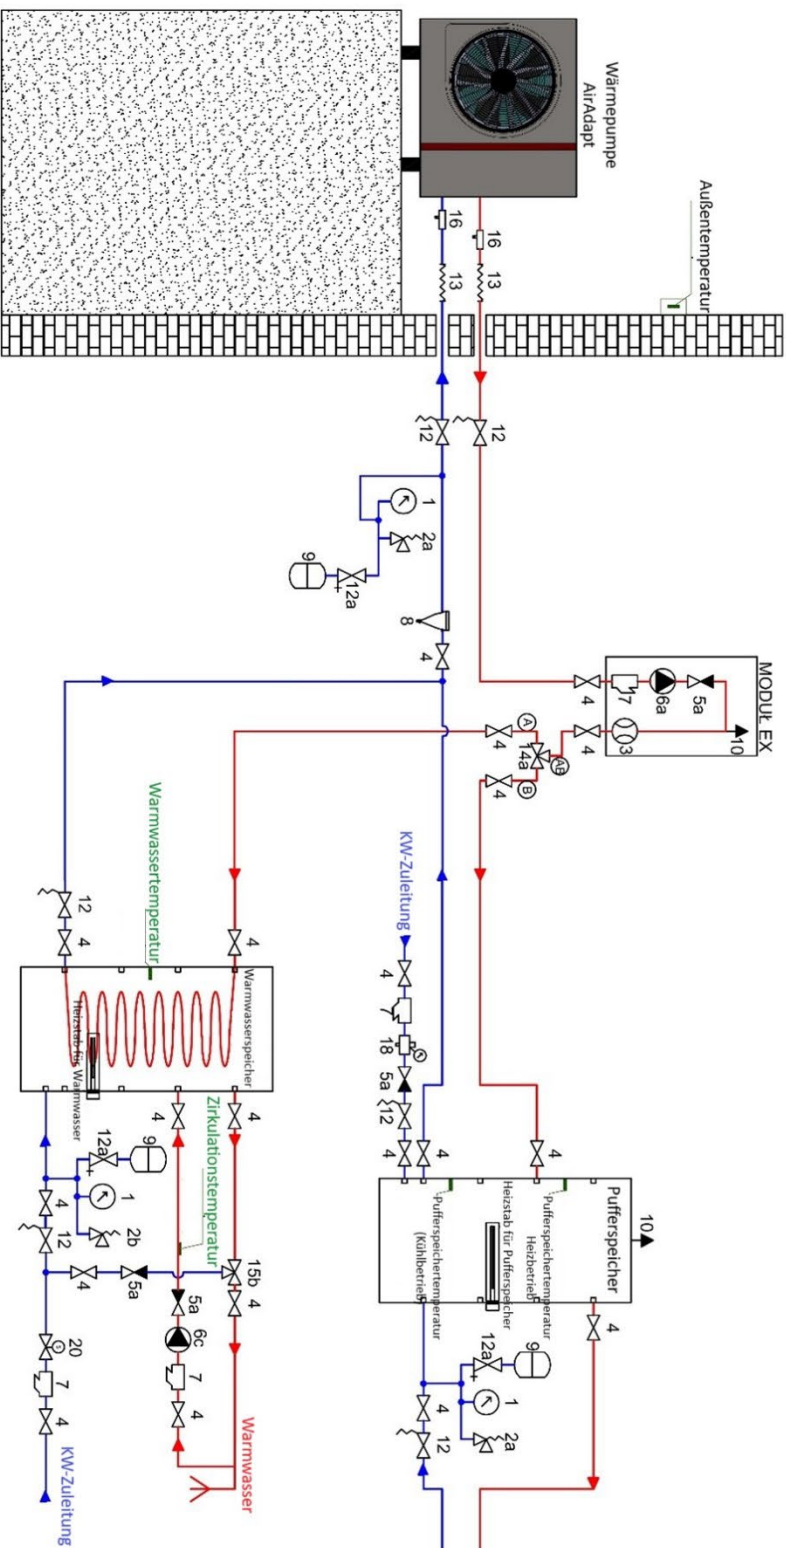 Wärmepumpe
AirAdapt
Außentemperatur
16
16
13
13
12
12
1
2a
9
12a
8
4
MODUŁ EX
10
5a
6a
7
3
4
4
A
AB
B
14a
4
4
KW-Zuleitung
4
7
18
5a
12
4
4
4
10
Pufferspeicher
Pufferspeichertemperatur
Heizbetrieb
Heizstab für Pufferspeicher
Pufferspeichertemperatur
(Kühlbetrieb)
4
9
12a
1
2a
4
12
Warmwassertemperatur
12
4
4
Warmwasserspeicher
Heizstab für Warmwasser
4
4
Zirkulationstemperatur
9
12a
1
2b
4
12
4
5a
15b
4
5a
6c
7
4
20
7
4
Warmwasser
KW-Zuleitung